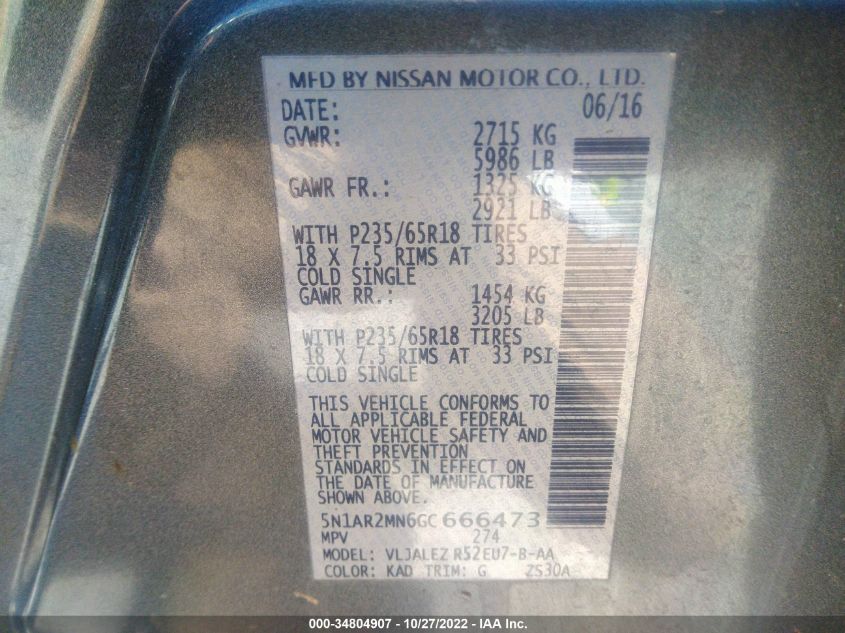 MFD BY NISSAN MOTOR CO., LTD.
DATE: 06/16
GVWR: 2715 KG
5986 LB
GAWR FR.: 1325 KG
2921 LB
WITH P235/65R18 TIRES
18 X 7.5 RIMS AT 33 PSI
COLD SINGLE
GAWR RR.: 1454 KG
3205 LB
WITH P235/65R18 TIRES
18 X 7.5 RIMS AT 33 PSI
COLD SINGLE
THIS VEHICLE CONFORMS TO
ALL APPLICABLE FEDERAL
MOTOR VEHICLE SAFETY AND
THEFT PREVENTION
STANDARDS IN EFFECT ON
THE DATE OF MANUFACTURE
SHOWN ABOVE.
5N1AR2MN6GC666473
MPV 274
MODEL: VLJALEZ R52EU7-B-AA
COLOR: KAD TRIM: G ZS30A
000-34804907 - 10/27/2022 - IAA Inc.